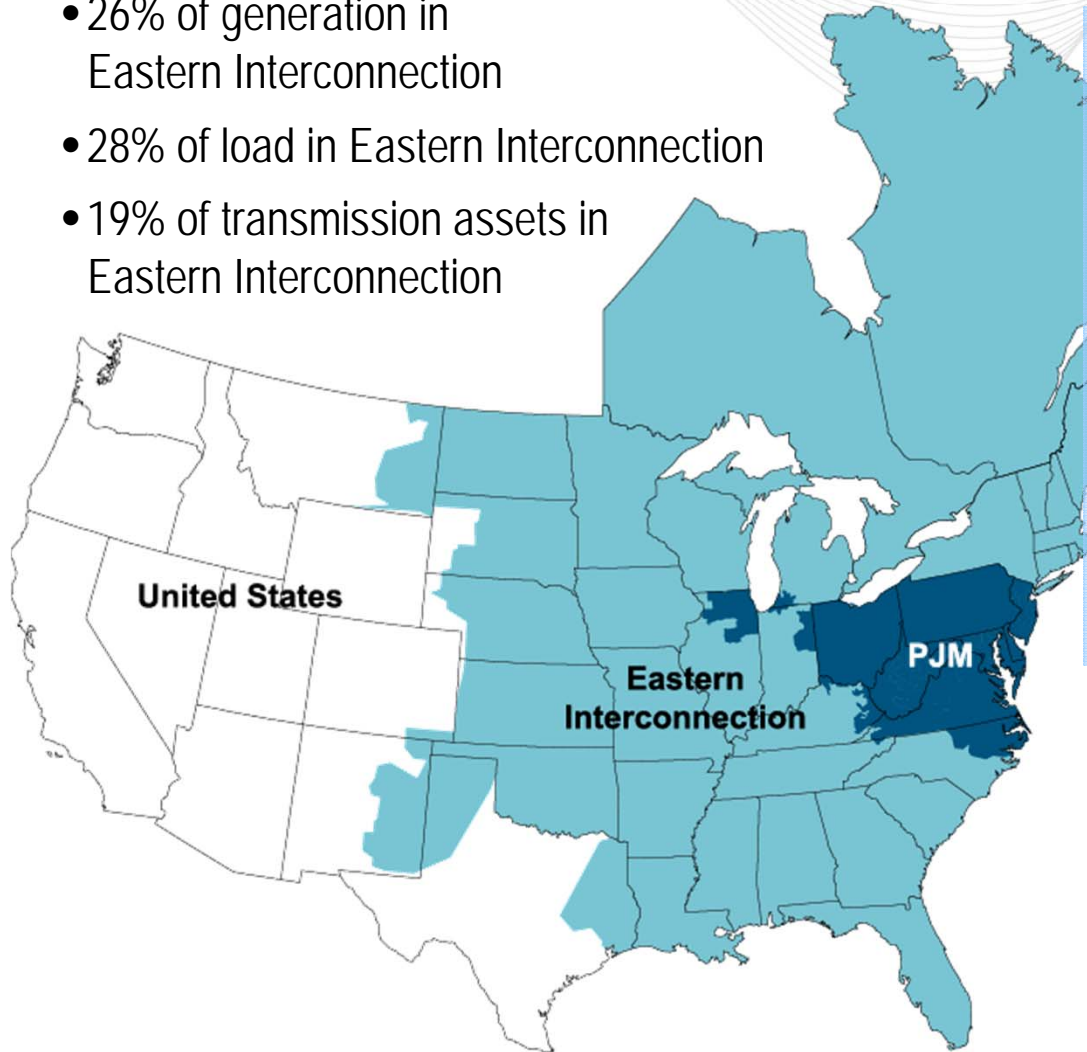 • 26% of generation in
Eastern Interconnection
• 28% of load in Eastern Interconnection
• 19% of transmission assets in
Eastern Interconnection
United States
PJM
Eastern
Interconnection